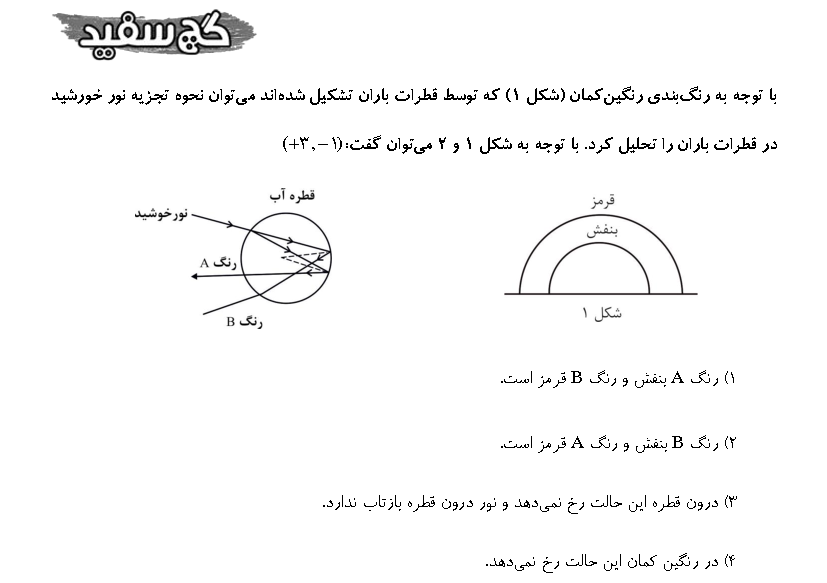 گچ سفید
با توجه به رنگ‌بندی رنگین‌کمان (شکل ۱) که توسط قطرات باران تشکیل شده‌اند می‌توان نحوه تجزیه نور خورشید
در قطرات باران را تحلیل کرد. با توجه به شکل ۱ و ۲ می‌توان گفت: (۱−,۳+)
قطره آب
نورخوشید
رنگ A
رنگ B
قرمز
بنفش
شکل ۱
۱) رنگ A بنفش و رنگ B قرمز است.
۲) رنگ B بنفش و رنگ A قرمز است.
۳) درون قطره این حالت رخ نمی‌دهد و نور درون قطره بازتاب ندارد.
۴) در رنگین کمان این حالت رخ نمی‌دهد.